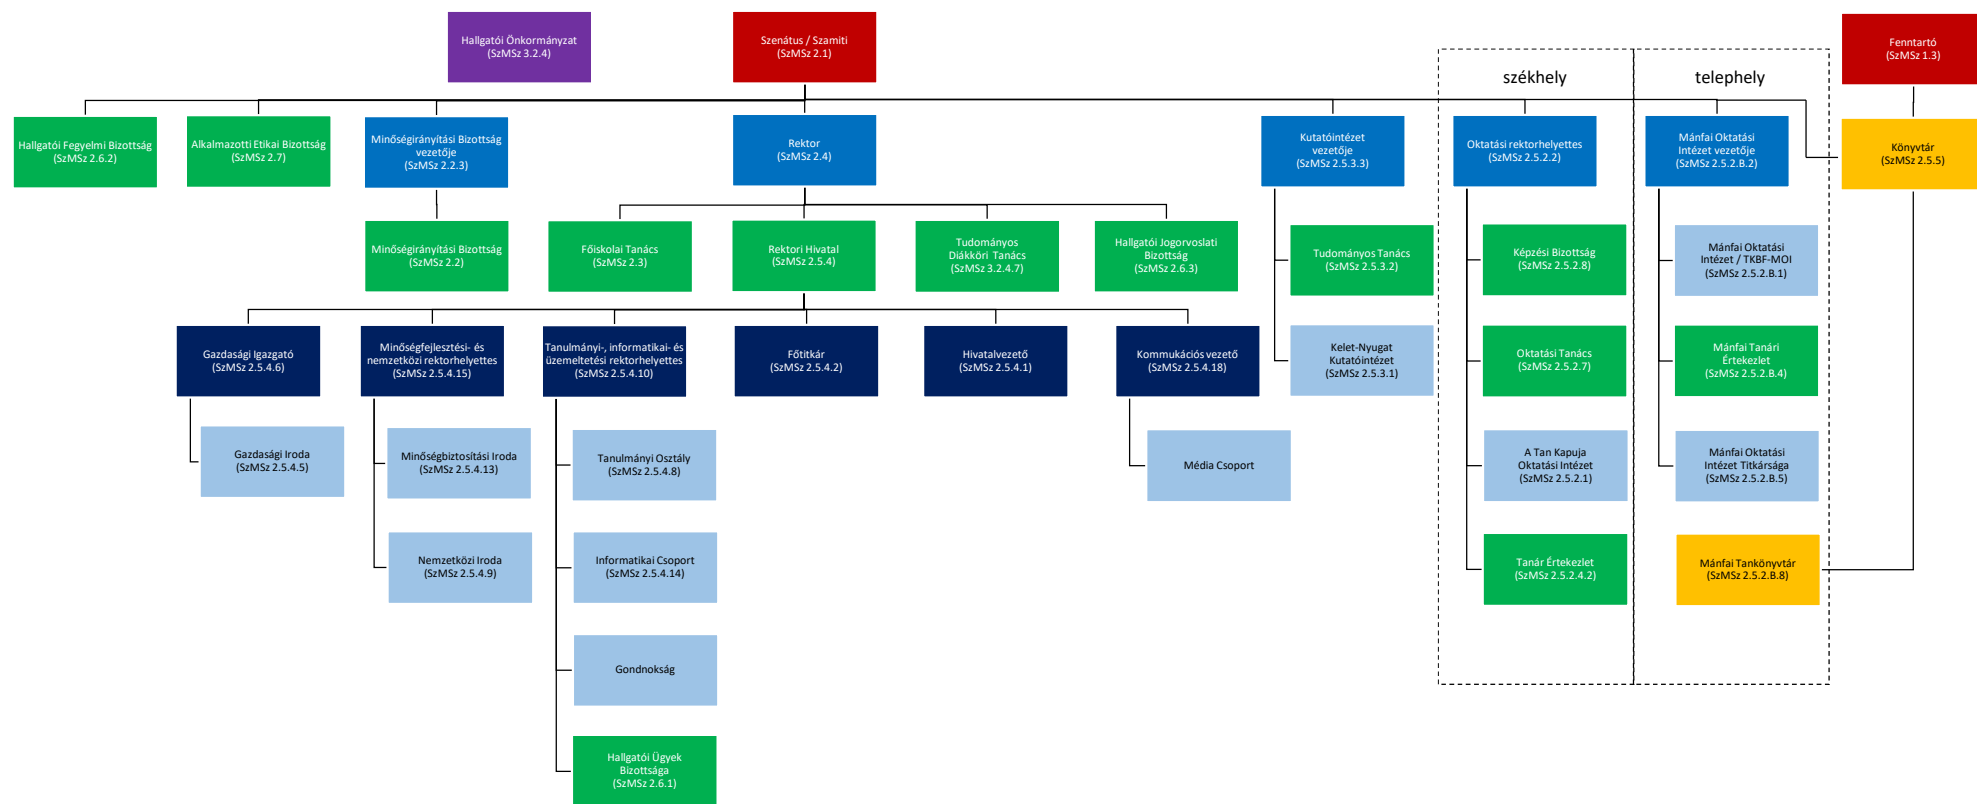 Hallgatói Önkormányzat
(SzMSz 3.2.4)
Szenátus / Szamiti
(SzMSz 2.1)
Fenntartó
(SzMSz 1.3)
székhely
telephely
Hallgatói Fegyelmi Bizottság
(SzMSz 2.6.2)
Alkalmazotti Etikai Bizottság
(SzMSz 2.7)
Minőségirányítási Bizottság
vezetője
(SzMSz 2.2.3)
Rektor
(SzMSz 2.4)
Kutatóintézet
vezetője
(SzMSz 2.5.3.3)
Oktatási rektorhelyettes
(SzMSz 2.5.2.2)
Mánfai Oktatási
Intézet vezetője
(SzMSz 2.5.2.B.2)
Könyvtár
(SzMSz 2.5.5)
Minőségirányítási Bizottság
(SzMSz 2.2)
Főiskolai Tanács
(SzMSz 2.3)
Rektori Hivatal
(SzMSz 2.5.4)
Tudományos
Diákköri Tanács
(SzMSz 3.2.4.7)
Hallgatói Jogorvoslati
Bizottság
(SzMSz 2.6.3)
Tudományos Tanács
(SzMSz 2.5.3.2)
Képzési Bizottság
(SzMSz 2.5.2.8)
Mánfai Oktatási
Intézet / TKBF-MOI
(SzMSz 2.5.2.B.1)
Gazdasági Igazgató
(SzMSz 2.5.4.6)
Minőségfejlesztési- és
nemzetközi rektorhelyettes
(SzMSz 2.5.4.15)
Tanulmányi-, informatikai- és
üzemeltetési rektorhelyettes
(SzMSz 2.5.4.10)
Főtitkár
(SzMSz 2.5.4.2)
Hivatalvezető
(SzMSz 2.5.4.1)
Kommukációs vezető
(SzMSz 2.5.4.18)
Kelet-Nyugat
Kutatóintézet
(SzMSz 2.5.3.1)
Oktatási Tanács
(SzMSz 2.5.2.7)
Mánfai Tanári
Értekezlet
(SzMSz 2.5.2.B.4)
Gazdasági Iroda
(SzMSz 2.5.4.5)
Minőségbiztosítási Iroda
(SzMSz 2.5.4.13)
Tanulmányi Osztály
(SzMSz 2.5.4.8)
Média Csoport
A Tan Kapuja
Oktatási Intézet
(SzMSz 2.5.2.1)
Mánfai Oktatási
Intézet Titkársága
(SzMSz 2.5.2.B.5)
Nemzetközi Iroda
(SzMSz 2.5.4.9)
Informatikai Csoport
(SzMSz 2.5.4.14)
Tanár Értekezlet
(SzMSz 2.5.2.4.2)
Mánfai Tankönyvtár
(SzMSz 2.5.2.B.8)
Gondnokság
Hallgatói Ügyek
Bizottsága
(SzMSz 2.6.1)